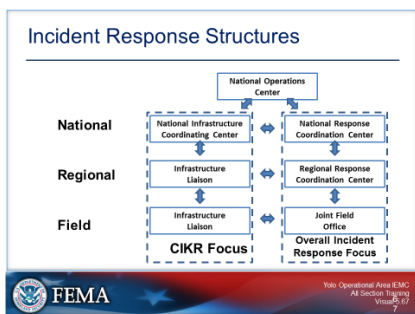 Incident Response Structures
National Operations
Center
National
National Infrastructure
Coordinating Center
National Response
Coordination Center
Regional
Infrastructure
Liaison
Regional Response
Coordination Center
Field
Infrastructure
Liaison
Joint Field
Office
CIKR Focus
Overall Incident
Response Focus
FEMA
Yolo Operational Area IEMC
All Section Training